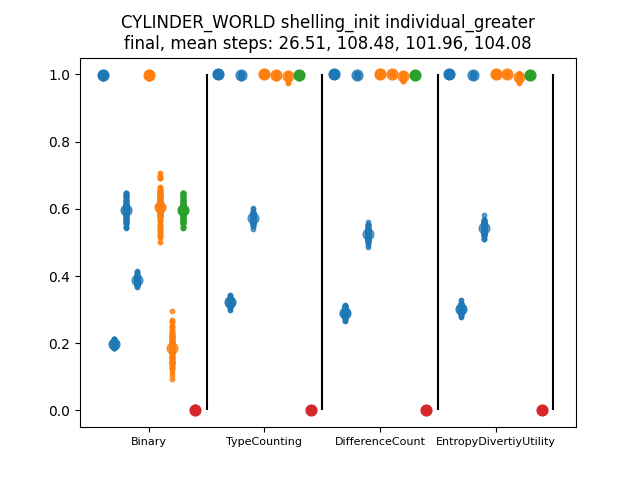 CYLINDER_WORLD shelling_init individual_greater
final, mean steps: 26.51, 108.48, 101.96, 104.08
1.0
0.8
0.6
0.4
0.2
0.0
Binary TypeCounting DifferenceCount EntropyDivertiyUtility